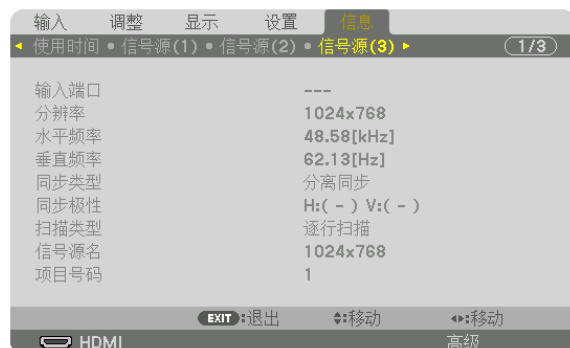 输入 调整 显示 设置 信息
◄ 使用时间 • 信号源(1) • 信号源(2) • 信号源(3) ► 1/3
输入端口 ---
分辨率 1024x768
水平频率 48.58[kHz]
垂直频率 62.13[Hz]
同步类型 分离同步
同步极性 H:( - ) V:( - )
扫描类型 逐行扫描
信号源名 1024x768
项目号码 1
EXIT:退出 ♦:移动 ◂▸:移动
HDMI 高级